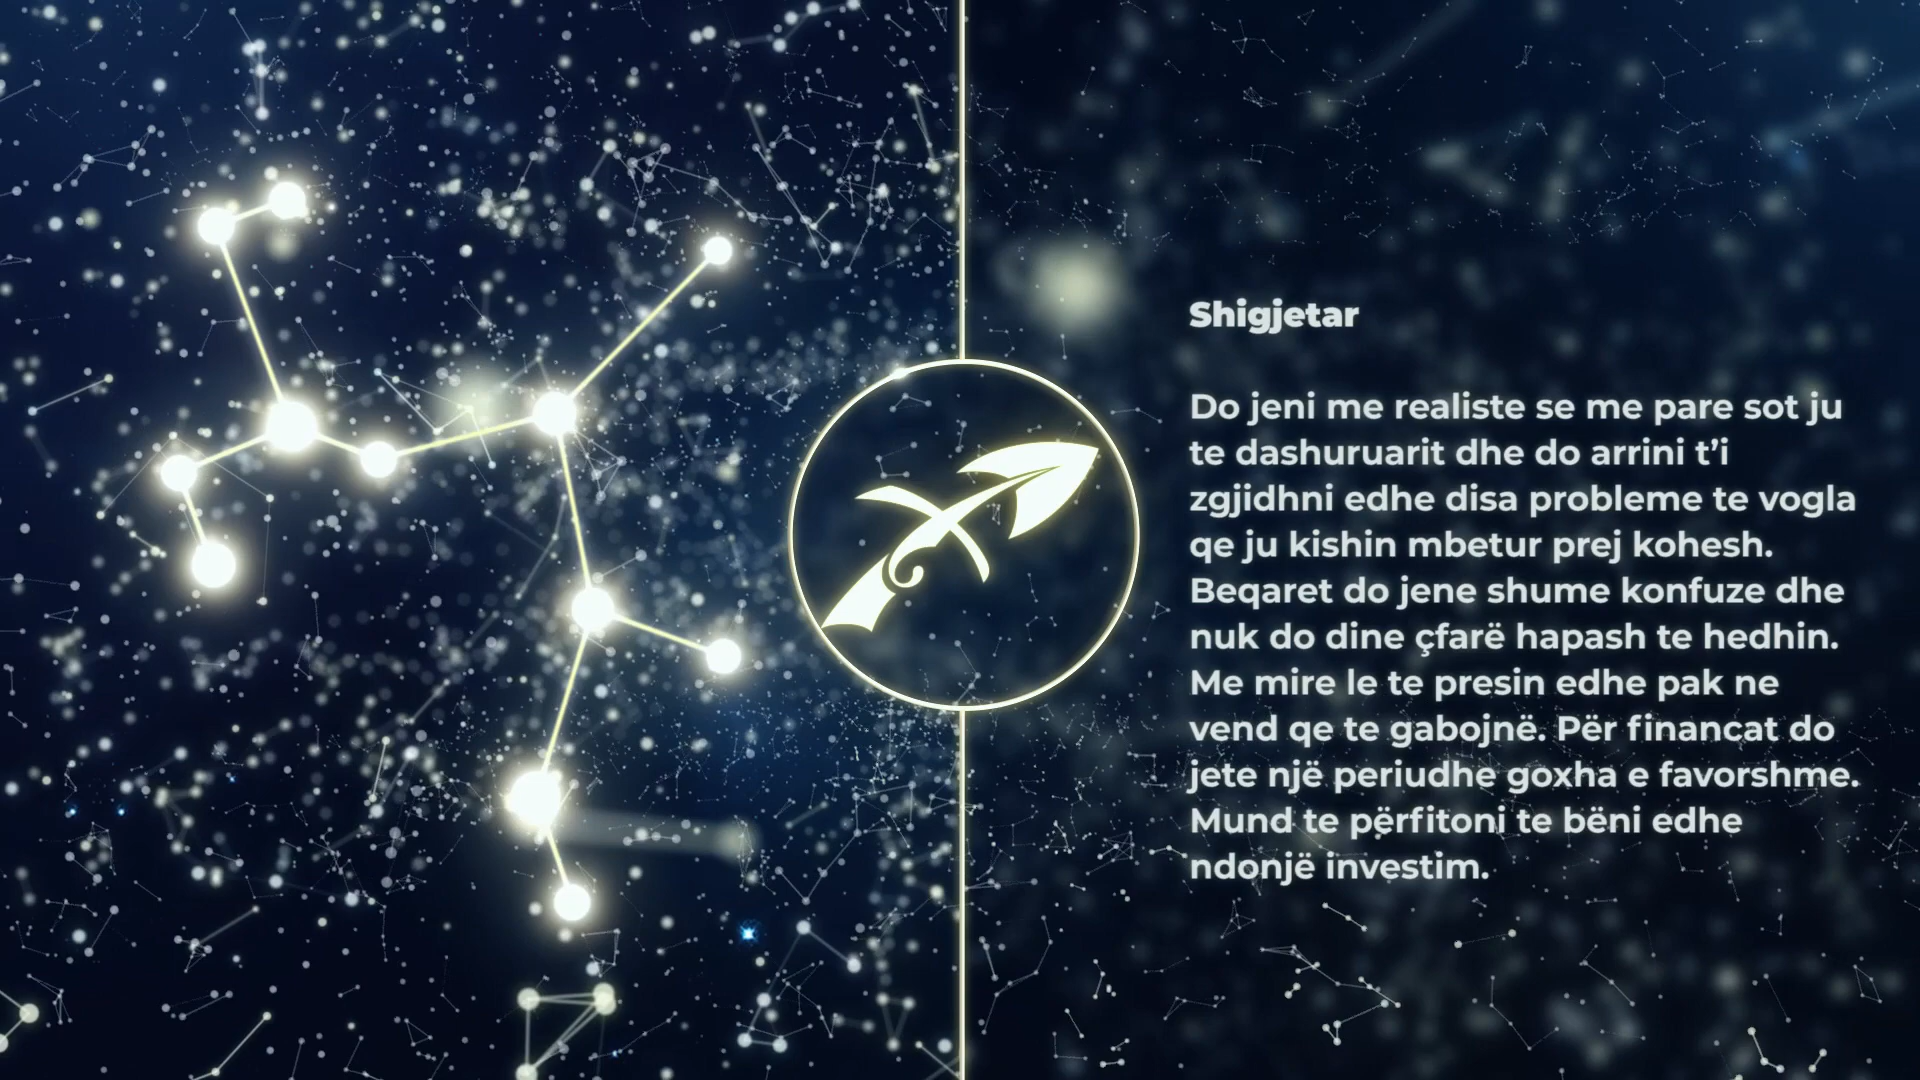 Shigjetar
Do jeni me realiste se me pare sot ju
te dashuruarit dhe do arrini t’i
zgjidhni edhe disa probleme te vogla
qe ju kishin mbetur prej kohesh.
Beqaret do jene shume konfuze dhe
nuk do dine çfarë hapash te hedhin.
Me mire le te presin edhe pak ne
vend qe te gabojnë. Për financat do
jete një periudhe goxha e favorshme.
Mund te përfitoni te bëni edhe
ndonjë investim.